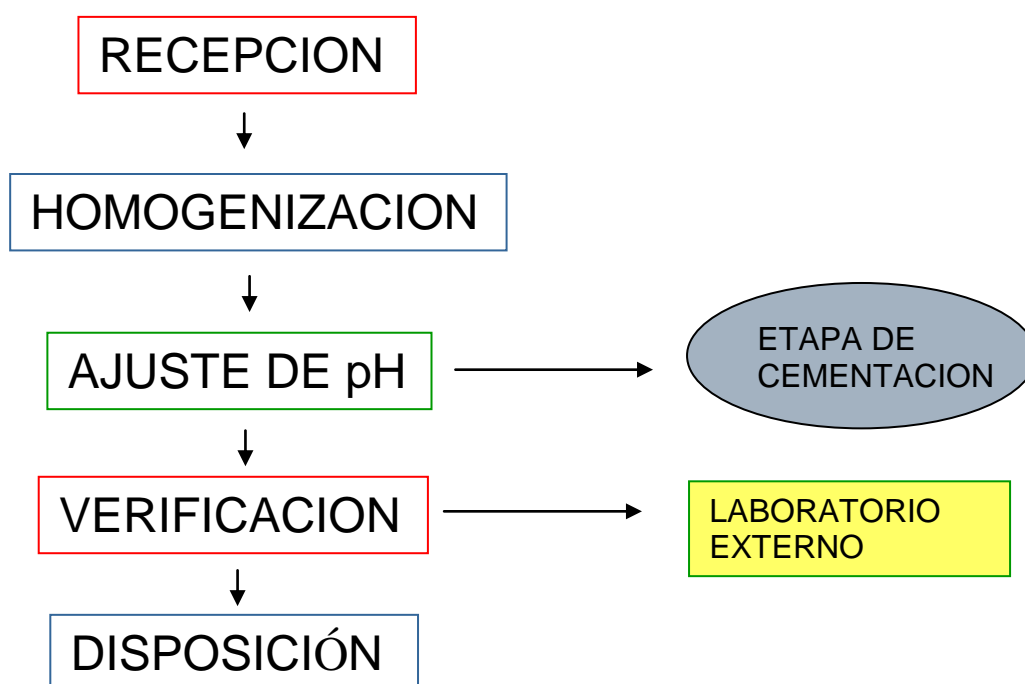 RECEPCION
HOMOGENIZACION
AJUSTE DE pH
ETAPA DE
CEMENTACION
VERIFICACION
LABORATORIO
EXTERNO
DISPOSICIÓN